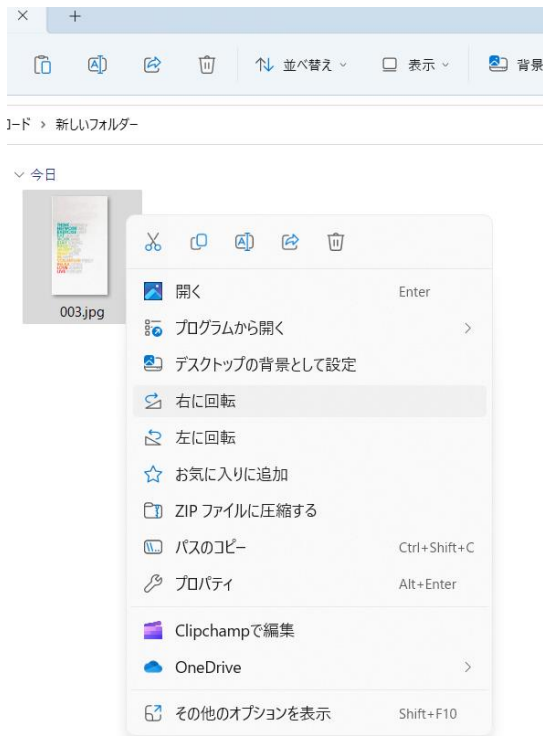 並べ替え
表示
背景
ード > 新しいフォルダー
今日
003.jpg
開く Enter
プログラムから開く
デスクトップの背景として設定
右に回転
左に回転
お気に入りに追加
ZIP ファイルに圧縮する
パスのコピー Ctrl+Shift+C
プロパティ Alt+Enter
Clipchampで編集
OneDrive
その他のオプションを表示 Shift+F10